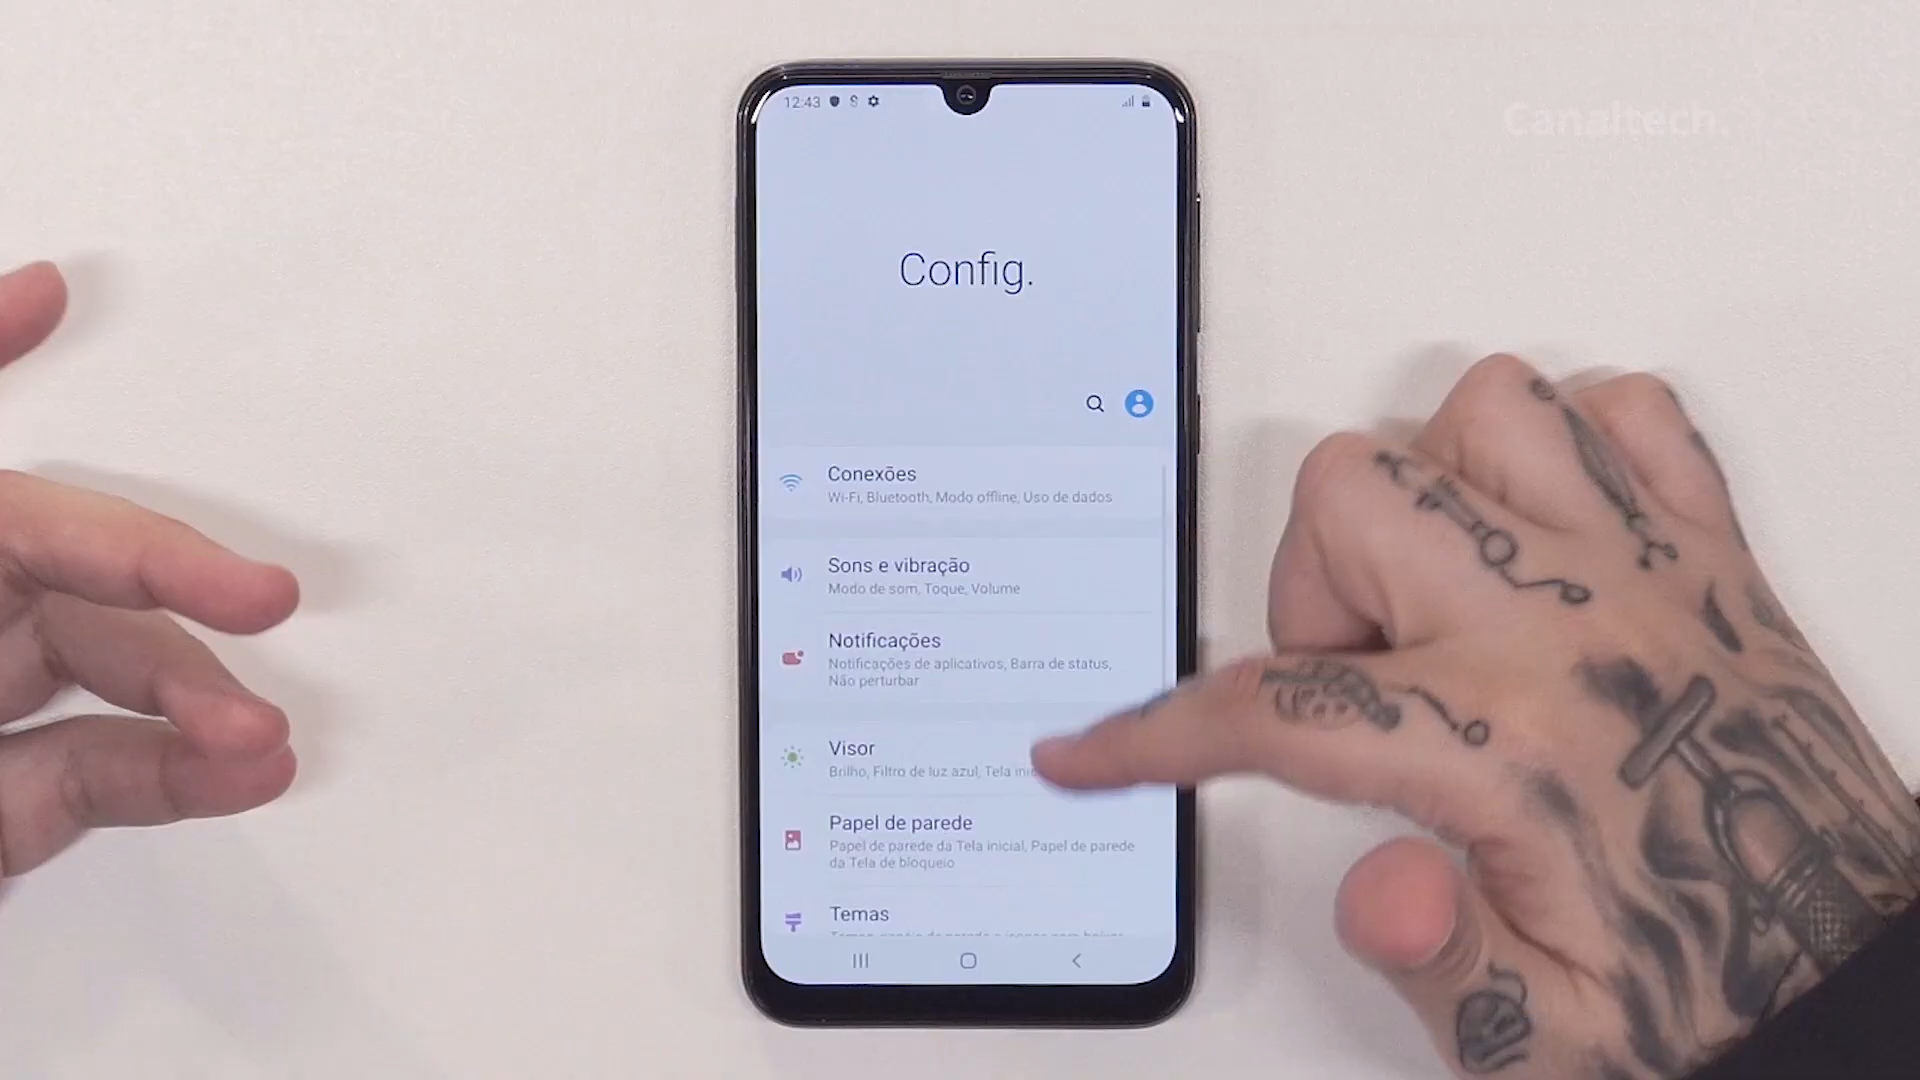 Canaltech.
12:43
Config.
Conexões
Wi-Fi, Bluetooth, Modo offline, Uso de dados
Sons e vibração
Modo de som, Toque, Volume
Notificações
Notificações de aplicativos, Barra de status,
Não perturbar
Visor
Brilho, Filtro de luz azul, Tela
Papel de parede
Papel de parede da Tela inicial, Papel de parede
da Tela de bloqueio
Temas